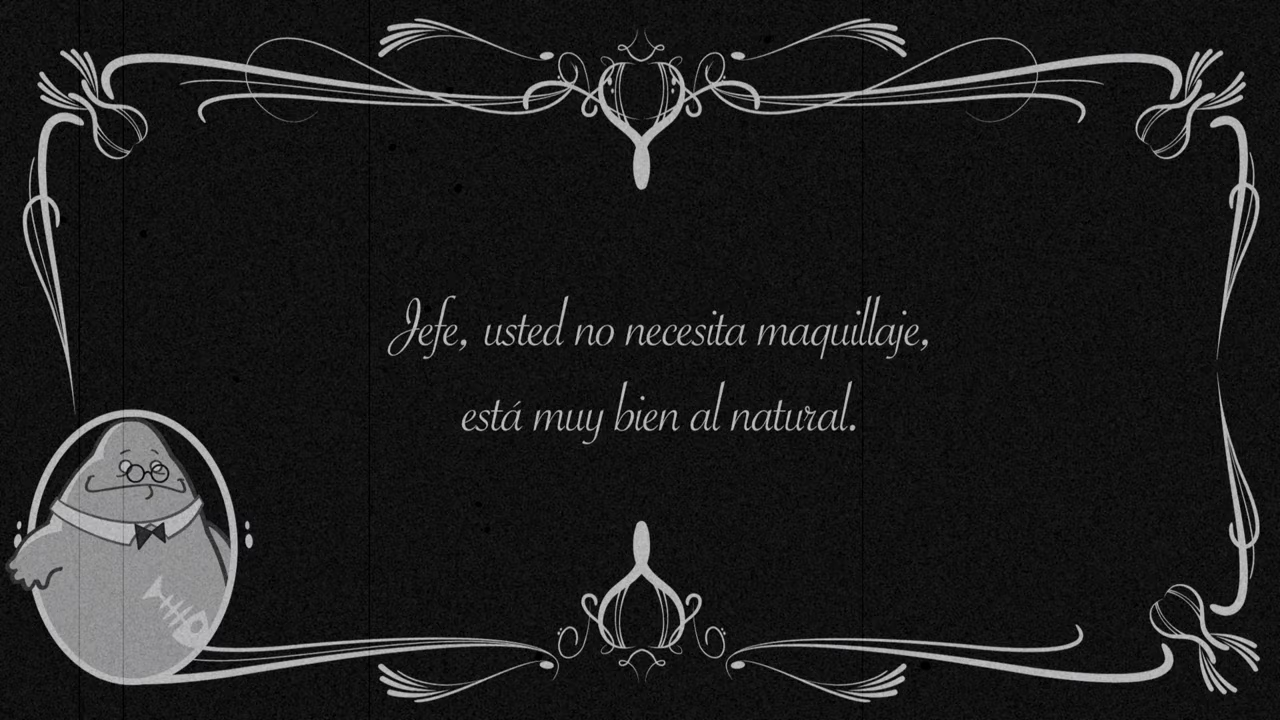 Jefe, usted no necesita maquillaje,
está muy bien al natural.